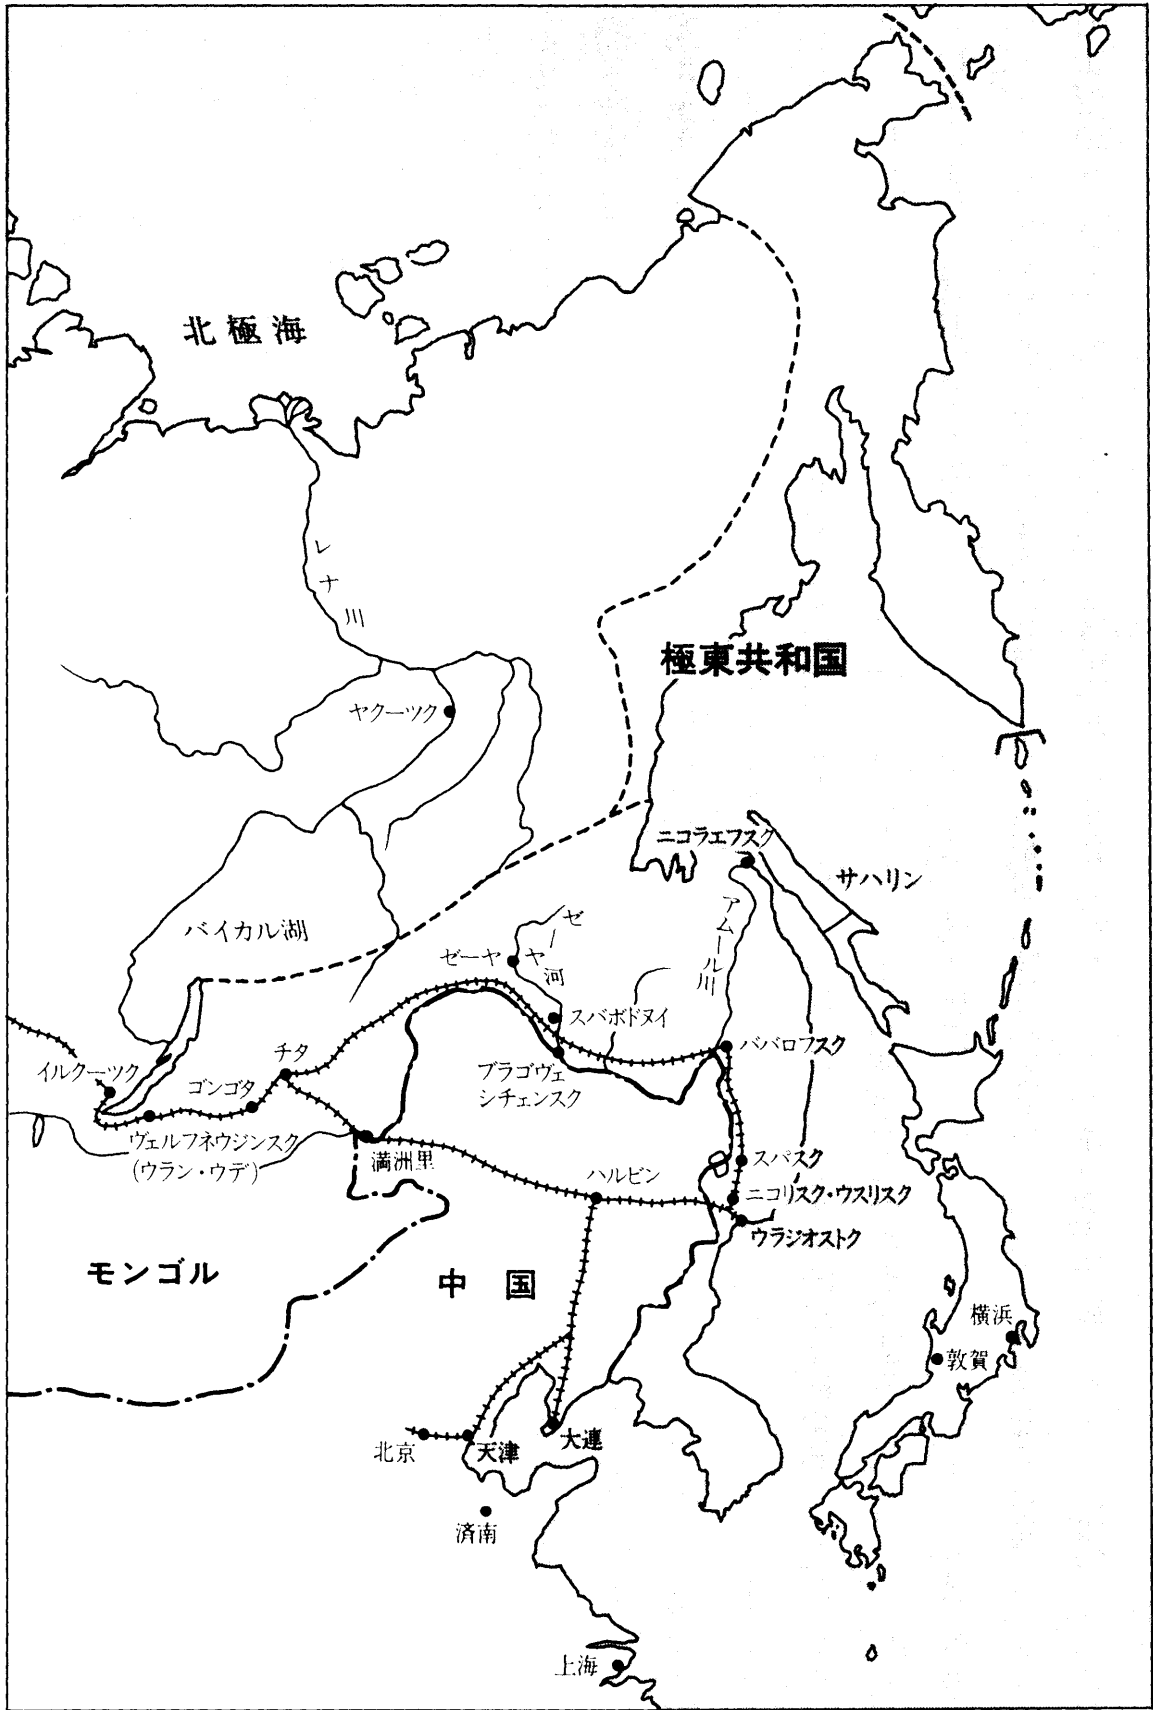 北極海
レナ川
極東共和国
ヤクーツク
ニコラエフスク
サハリン
アムール川
バイカル湖
ゼーヤ河
ゼーヤ
スバボドヌイ
ハバロフスク
チタ
イルクーツク
ゴンゴタ
ブラゴヴェ
シチェンスク
ヴェルフネウジンスク
(ウラン・ウデ)
満洲里
スパスク
ハルビン
ニコリスク・ウスリスク
ウラジオストク
モンゴル
中国
横浜
敦賀
大連
北京
天津
済南
上海